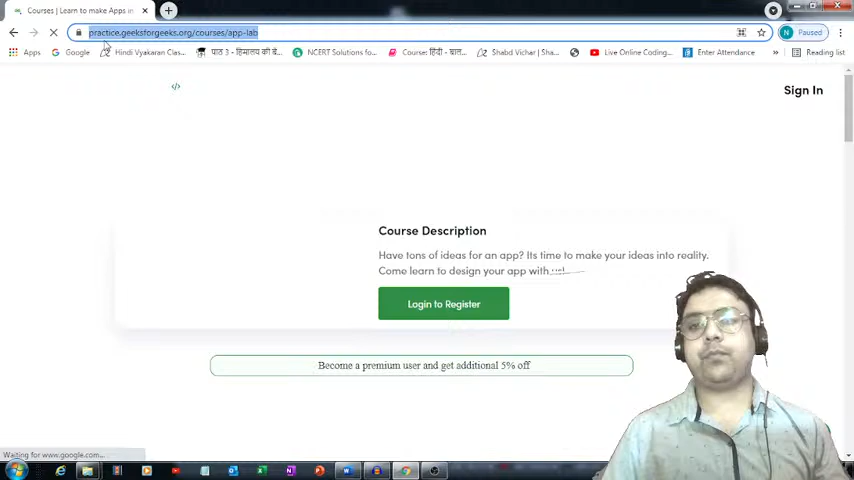 Courses | Learn to make Apps in
practice.geeksforgeeks.org/courses/app-lab
N Paused
Apps Google Hindi Vyakaran Clas... पाठ 3 - हिमालय की बे... NCERT Solutions fo... Course: हिंदी - बाल... Shabd Vichar | Sha... Live Online Coding... Enter Attendance » Reading list
</>
Sign In
Course Description
Have tons of ideas for an app? Its time to make your ideas into reality.
Come learn to design your app with us!
Login to Register
Become a premium user and get additional 5% off
Waiting for www.google.com...